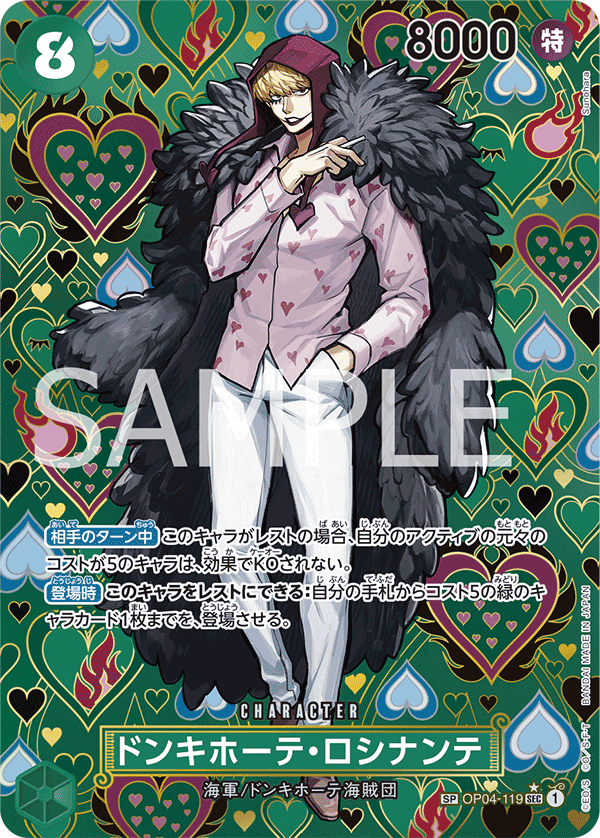 8
8000
特
Sunohara
SAMPLE
相手のターン中 このキャラがレストの場合、自分のアクティブの元々の
コストが5のキャラは、効果でKOされない。
登場時 このキャラをレストにできる：自分の手札からコスト5の緑のキ
ャラカード1枚までを、登場させる。
CHARACTER
ドンキホーテ・ロシナンテ
海軍/ドンキホーテ海賊団
SP OP04-119 SEC 1
BANDAI MADE IN JAPAN